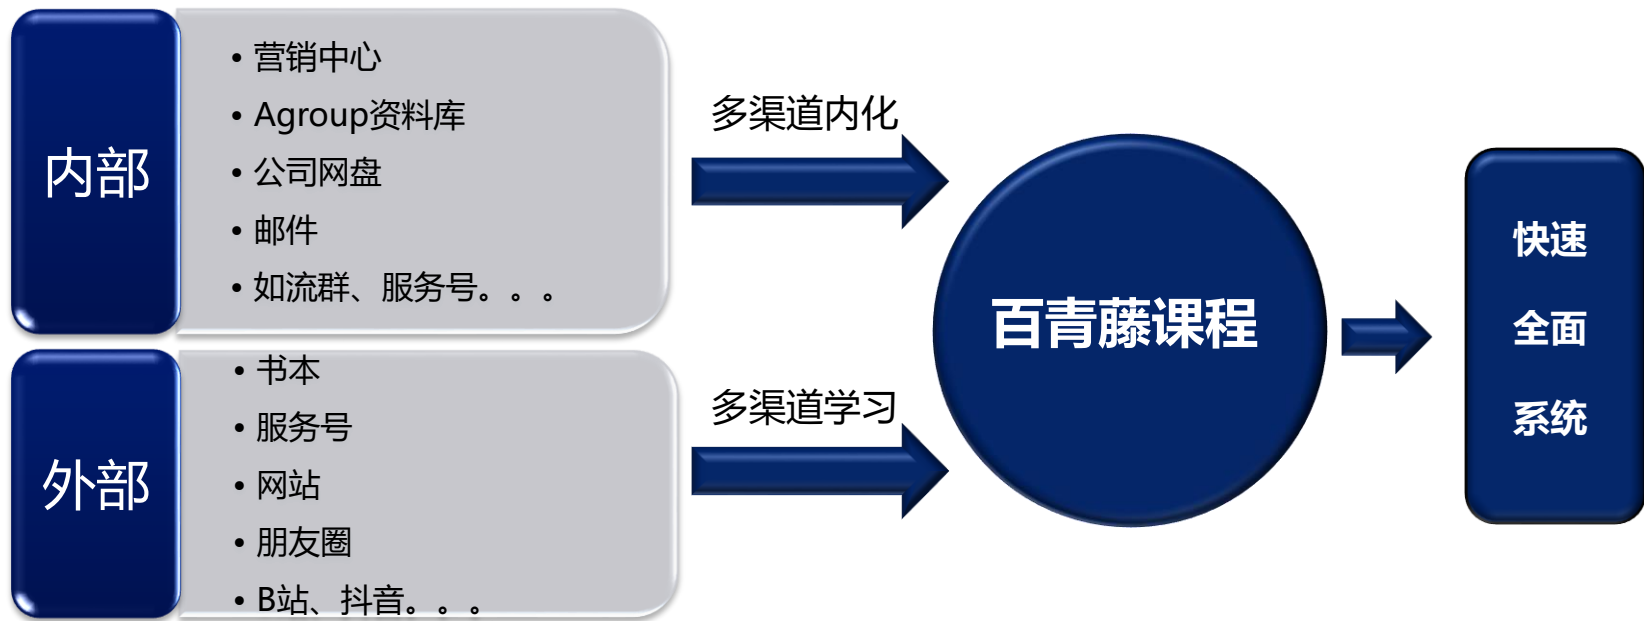 内部
• 营销中心
• Agroup资料库
• 公司网盘
• 邮件
• 如流群、服务号。。。
多渠道内化
外部
• 书本
• 服务号
• 网站
• 朋友圈
• B站、抖音。。。
多渠道学习
百青藤课程
快速
全面
系统